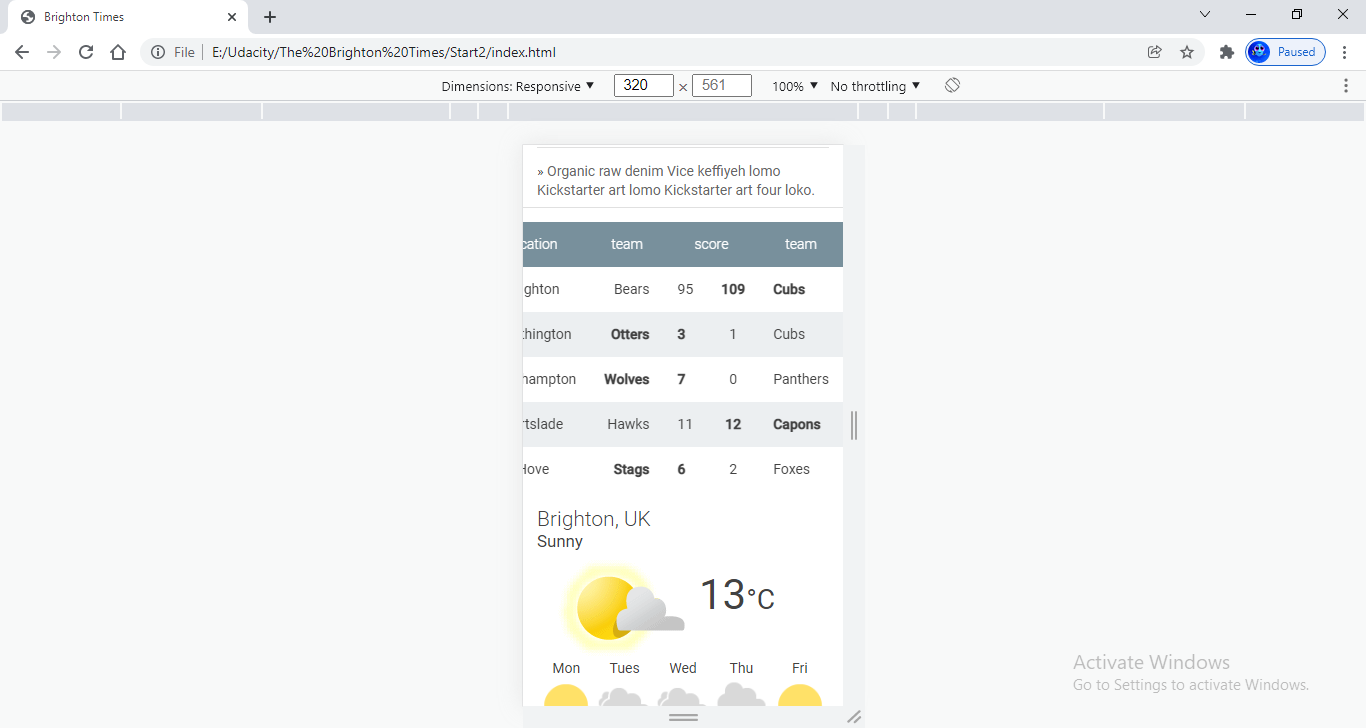 Brighton Times
File E:/Udacity/The%20Brighton%20Times/Start2/index.html Paused
Dimensions: Responsive ▼ 320 × 561 100% ▼ No throttling ▼
» Organic raw denim Vice keffiyeh lomo
Kickstarter art lomo Kickstarter art four loko.
cation team score team
ghton Bears 95 109 Cubs
thington Otters 3 1 Cubs
hampton Wolves 7 0 Panthers
rtslade Hawks 11 12 Capons
Hove Stags 6 2 Foxes
Brighton, UK
Sunny
13°C
Mon Tues Wed Thu Fri
Activate Windows
Go to Settings to activate Windows.